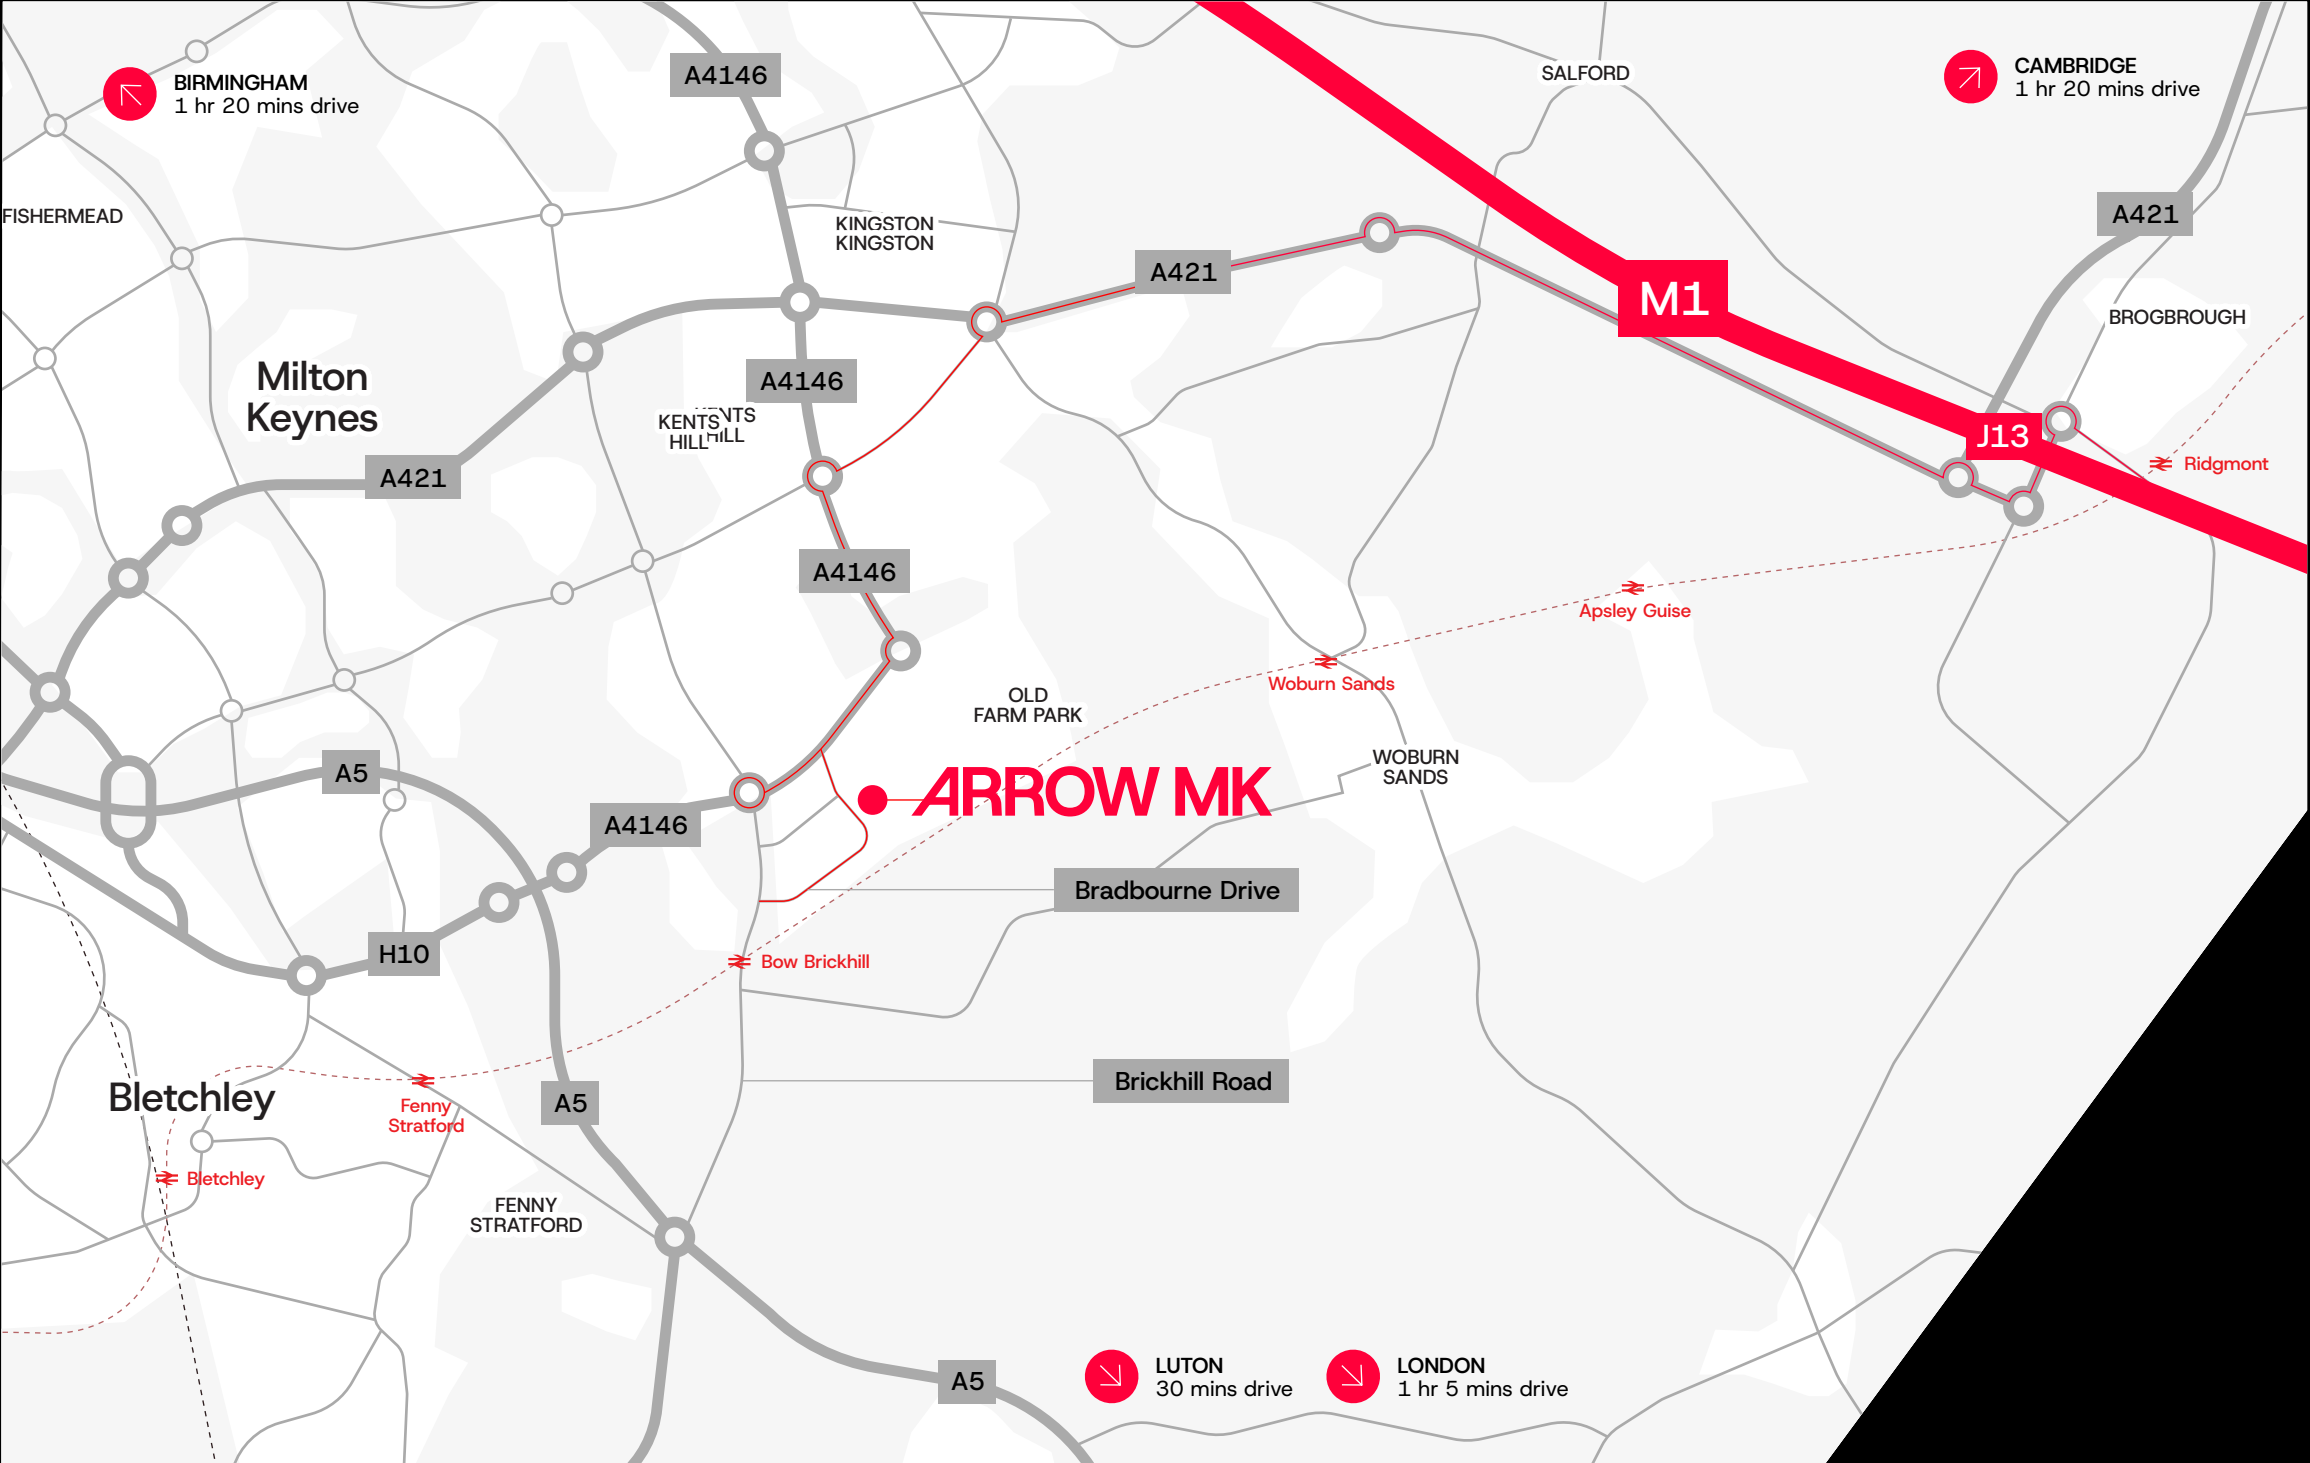 A4146
SALFORD
CAMBRIDGE
1 hr 20 mins drive
BIRMINGHAM
1 hr 20 mins drive
FISHERMEAD
KINGSTON
KINGSTON
A421
A421
M1
BROGBROUGH
Milton
Keynes
A4146
KENTS
HILL
KENTS
HILL
A421
J13
Ridgmont
A4146
Apsley Guise
Woburn Sands
OLD
FARM PARK
WOBURN
SANDS
A5
ARROW MK
A4146
Bradbourne Drive
H10
Bow Brickhill
Brickhill Road
Bletchley
Fenny
Stratford
A5
Bletchley
FENNY
STRATFORD
A5
LUTON
30 mins drive
LONDON
1 hr 5 mins drive